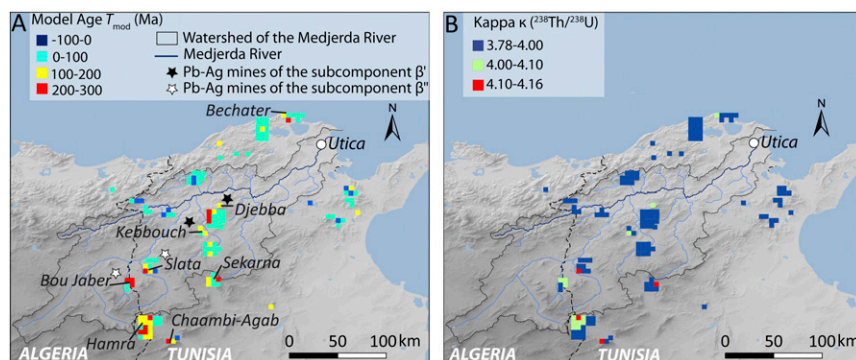 A
Model Age Tmod (Ma)
-100-0
0-100
100-200
200-300
Watershed of the Medjerda River
Medjerda River
Pb-Ag mines of the subcomponent β'
Pb-Ag mines of the subcomponent β"
Bechater
N
Utica
Djebba
Kebbouch
Slata
Sekarna
Bou Jaber
Hamra
Chaambi-Agab
ALGERIA
TUNISIA
0 50 100km
B
Kappa κ (²³⁸Th/²³⁸U)
3.78-4.00
4.00-4.10
4.10-4.16
N
Utica
ALGERIA
TUNISIA
0 50 100 km